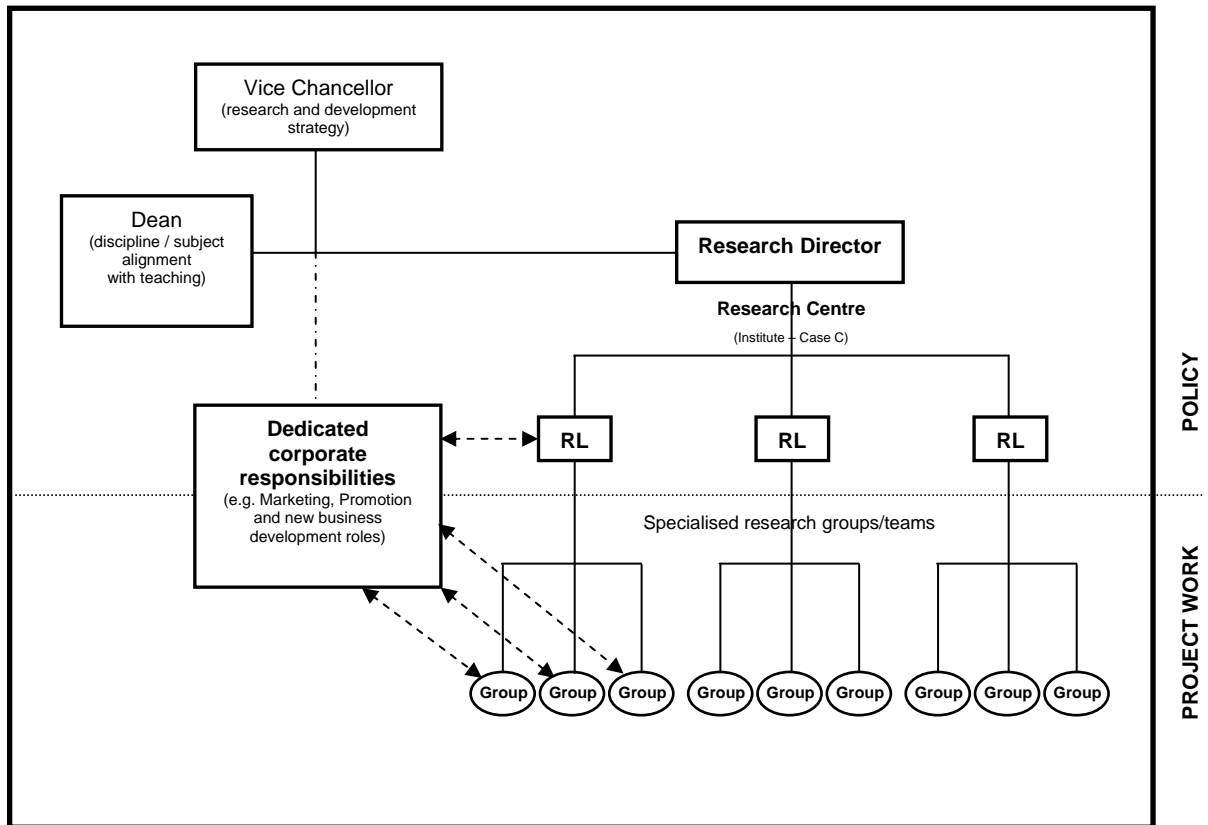 Vice Chancellor
(research and development
strategy)
Dean
(discipline / subject
alignment
with teaching)
Research Director
Research Centre
(Institute – Case C)
POLICY
Dedicated
corporate
responsibilities
(e.g. Marketing, Promotion
and new business
development roles)
RL
RL
RL
Specialised research groups/teams
PROJECT WORK
Group
Group
Group
Group
Group
Group
Group
Group
Group